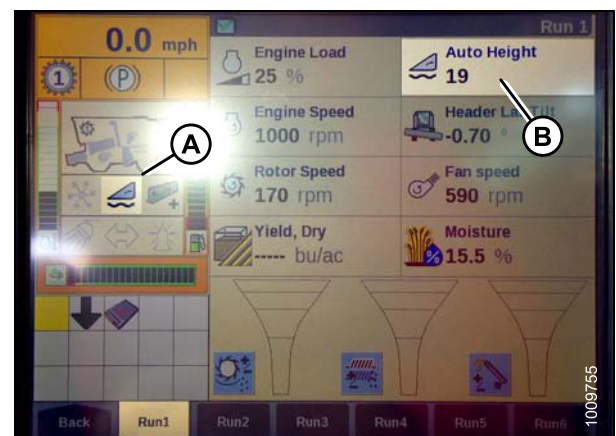 0.0 mph
Run 1
1
(P)
Engine Load
25 %
Auto Height
19
A
B
Engine Speed
1000 rpm
Header Lat Tilt
-0.70 °
Rotor Speed
170 rpm
Fan speed
590 rpm
Yield, Dry
----- bu/ac
Moisture
15.5 %
Back
Run1
Run2
Run3
Run4
Run5
Run6
1009755